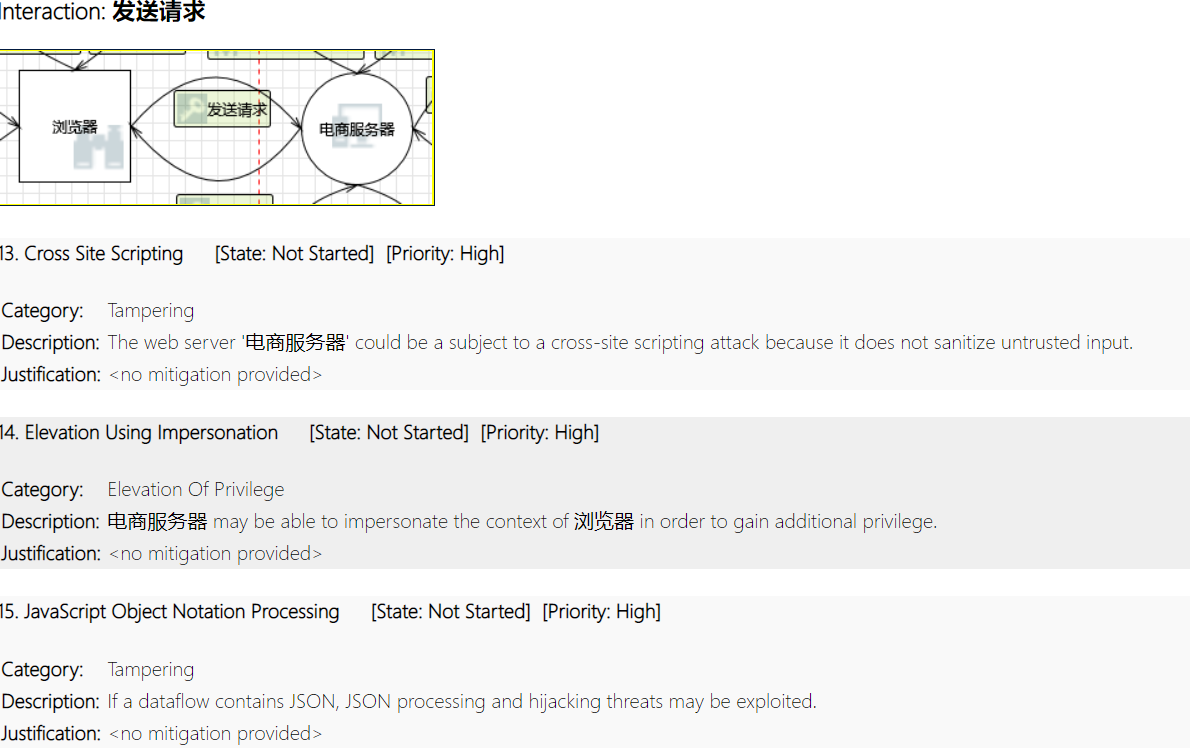 Interaction: 发送请求
发送请求
浏览器
电商服务器
13. Cross Site Scripting [State: Not Started] [Priority: High]
Category: Tampering
Description: The web server '电商服务器' could be a subject to a cross-site scripting attack because it does not sanitize untrusted input.
Justification: <no mitigation provided>
14. Elevation Using Impersonation [State: Not Started] [Priority: High]
Category: Elevation Of Privilege
Description: 电商服务器 may be able to impersonate the context of 浏览器 in order to gain additional privilege.
Justification: <no mitigation provided>
15. JavaScript Object Notation Processing [State: Not Started] [Priority: High]
Category: Tampering
Description: If a dataflow contains JSON, JSON processing and hijacking threats may be exploited.
Justification: <no mitigation provided>